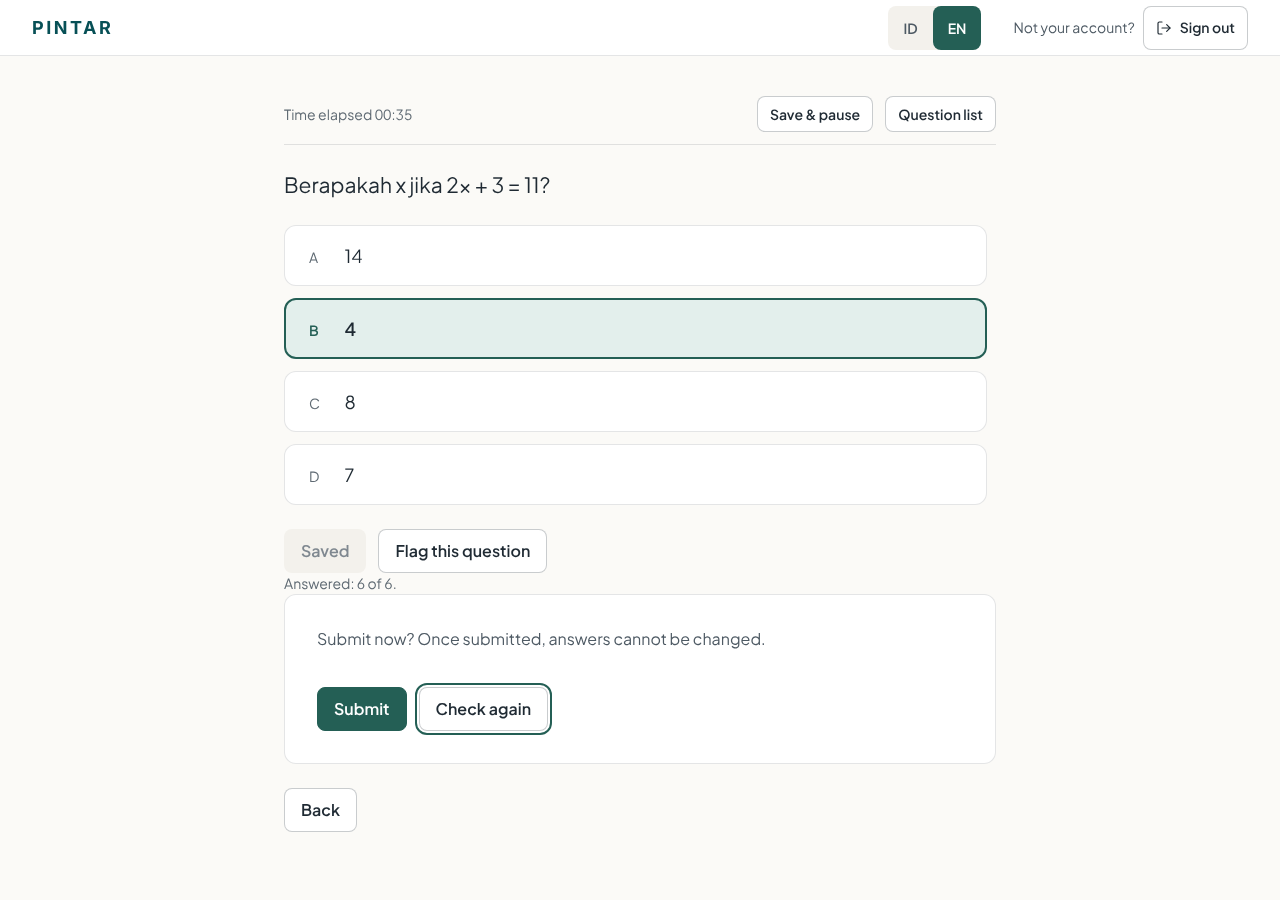 PINTAR
ID
EN
Not your account?
Sign out
Time elapsed 00:35
Save & pause
Question list
Berapakah x jika 2x + 3 = 11?
A 14
B 4
C 8
D 7
Saved
Flag this question
Answered: 6 of 6.
Submit now? Once submitted, answers cannot be changed.
Submit
Check again
Back